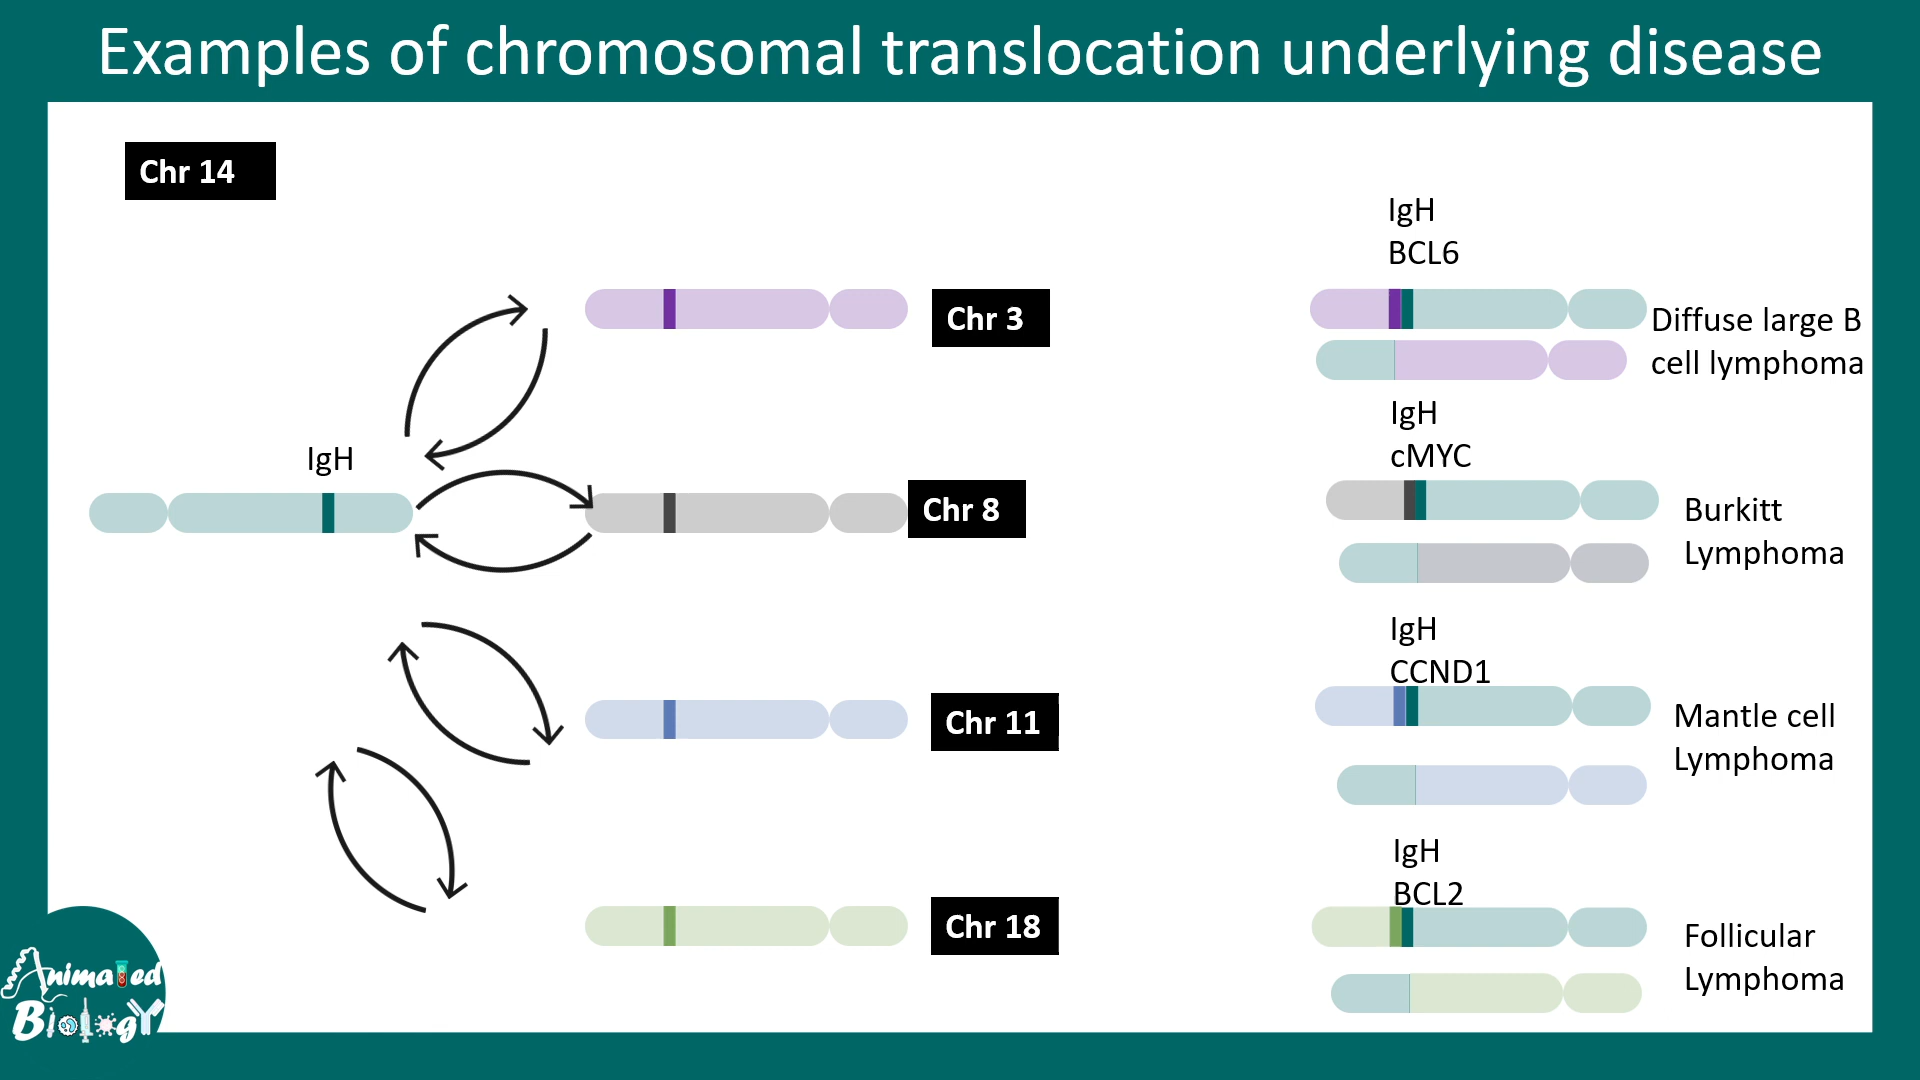 Examples of chromosomal translocation underlying disease
Chr 14
IgH
BCL6
Chr 3
Diffuse large B
cell lymphoma
IgH
cMYC
IgH
Chr 8
Burkitt
Lymphoma
IgH
CCND1
Chr 11
Mantle cell
Lymphoma
IgH
BCL2
Chr 18
Follicular
Lymphoma
Animated
Biology